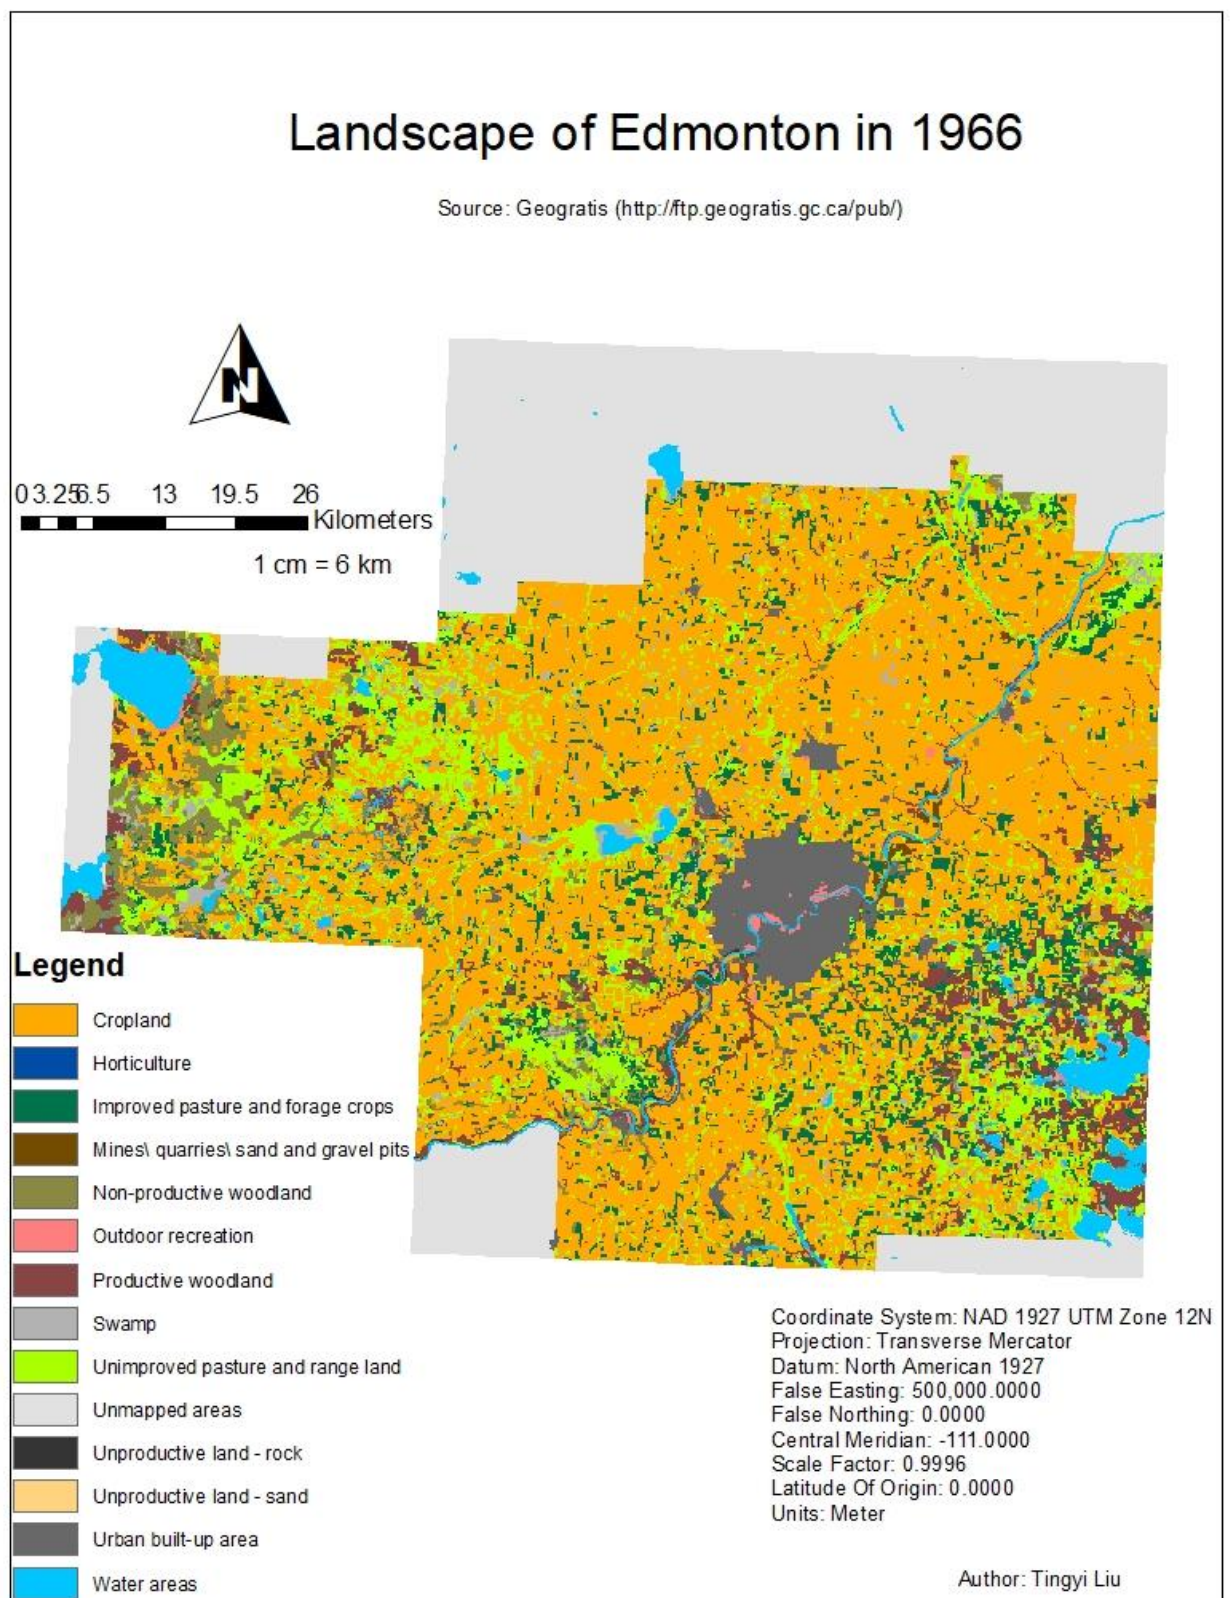 Landscape of Edmonton in 1966
Source: Geogratis (http://ftp.geogratis.gc.ca/pub/)
N
0 3.25 6.5 13 19.5 26
Kilometers
1 cm = 6 km
Legend
Cropland
Horticulture
Improved pasture and forage crops
Mines\ quarries\ sand and gravel pits
Non-productive woodland
Outdoor recreation
Productive woodland
Swamp
Unimproved pasture and range land
Unmapped areas
Unproductive land - rock
Unproductive land - sand
Urban built-up area
Water areas
Coordinate System: NAD 1927 UTM Zone 12N
Projection: Transverse Mercator
Datum: North American 1927
False Easting: 500,000.0000
False Northing: 0.0000
Central Meridian: -111.0000
Scale Factor: 0.9996
Latitude Of Origin: 0.0000
Units: Meter
Author: Tingyi Liu